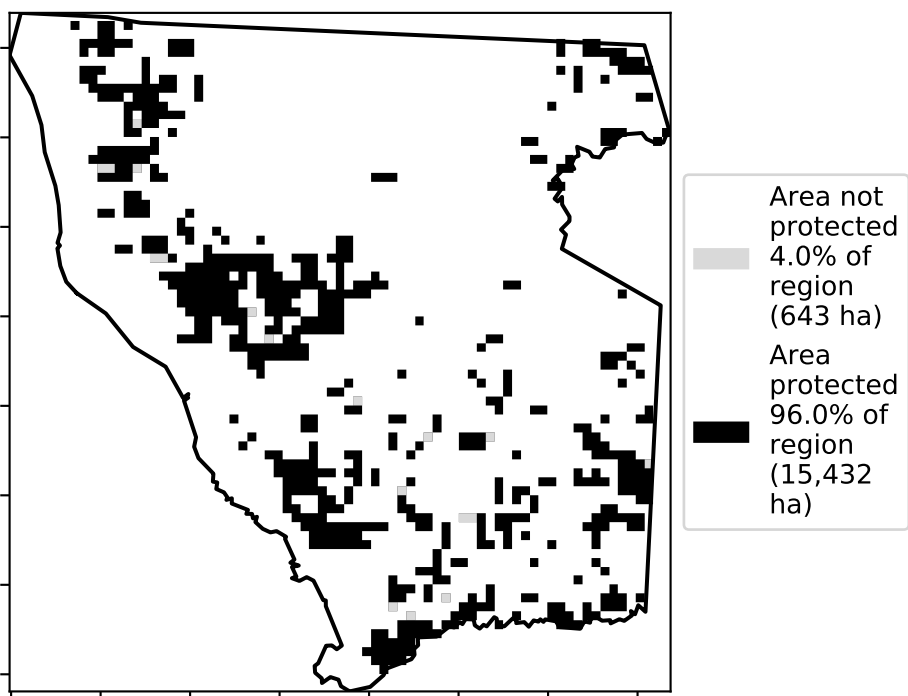 Area not
protected
4.0% of
region
(643 ha)
Area
protected
96.0% of
region
(15,432
ha)